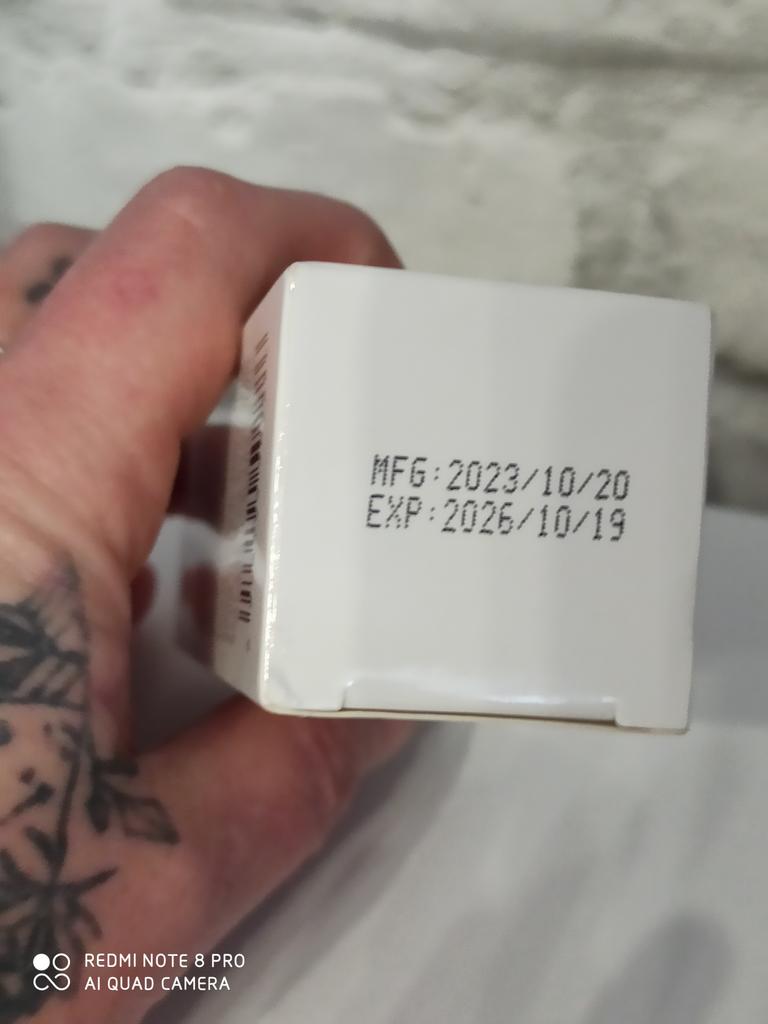 MFG:2023/10/20
EXP:2026/10/19
REDMI NOTE 8 PRO
AI QUAD CAMERA